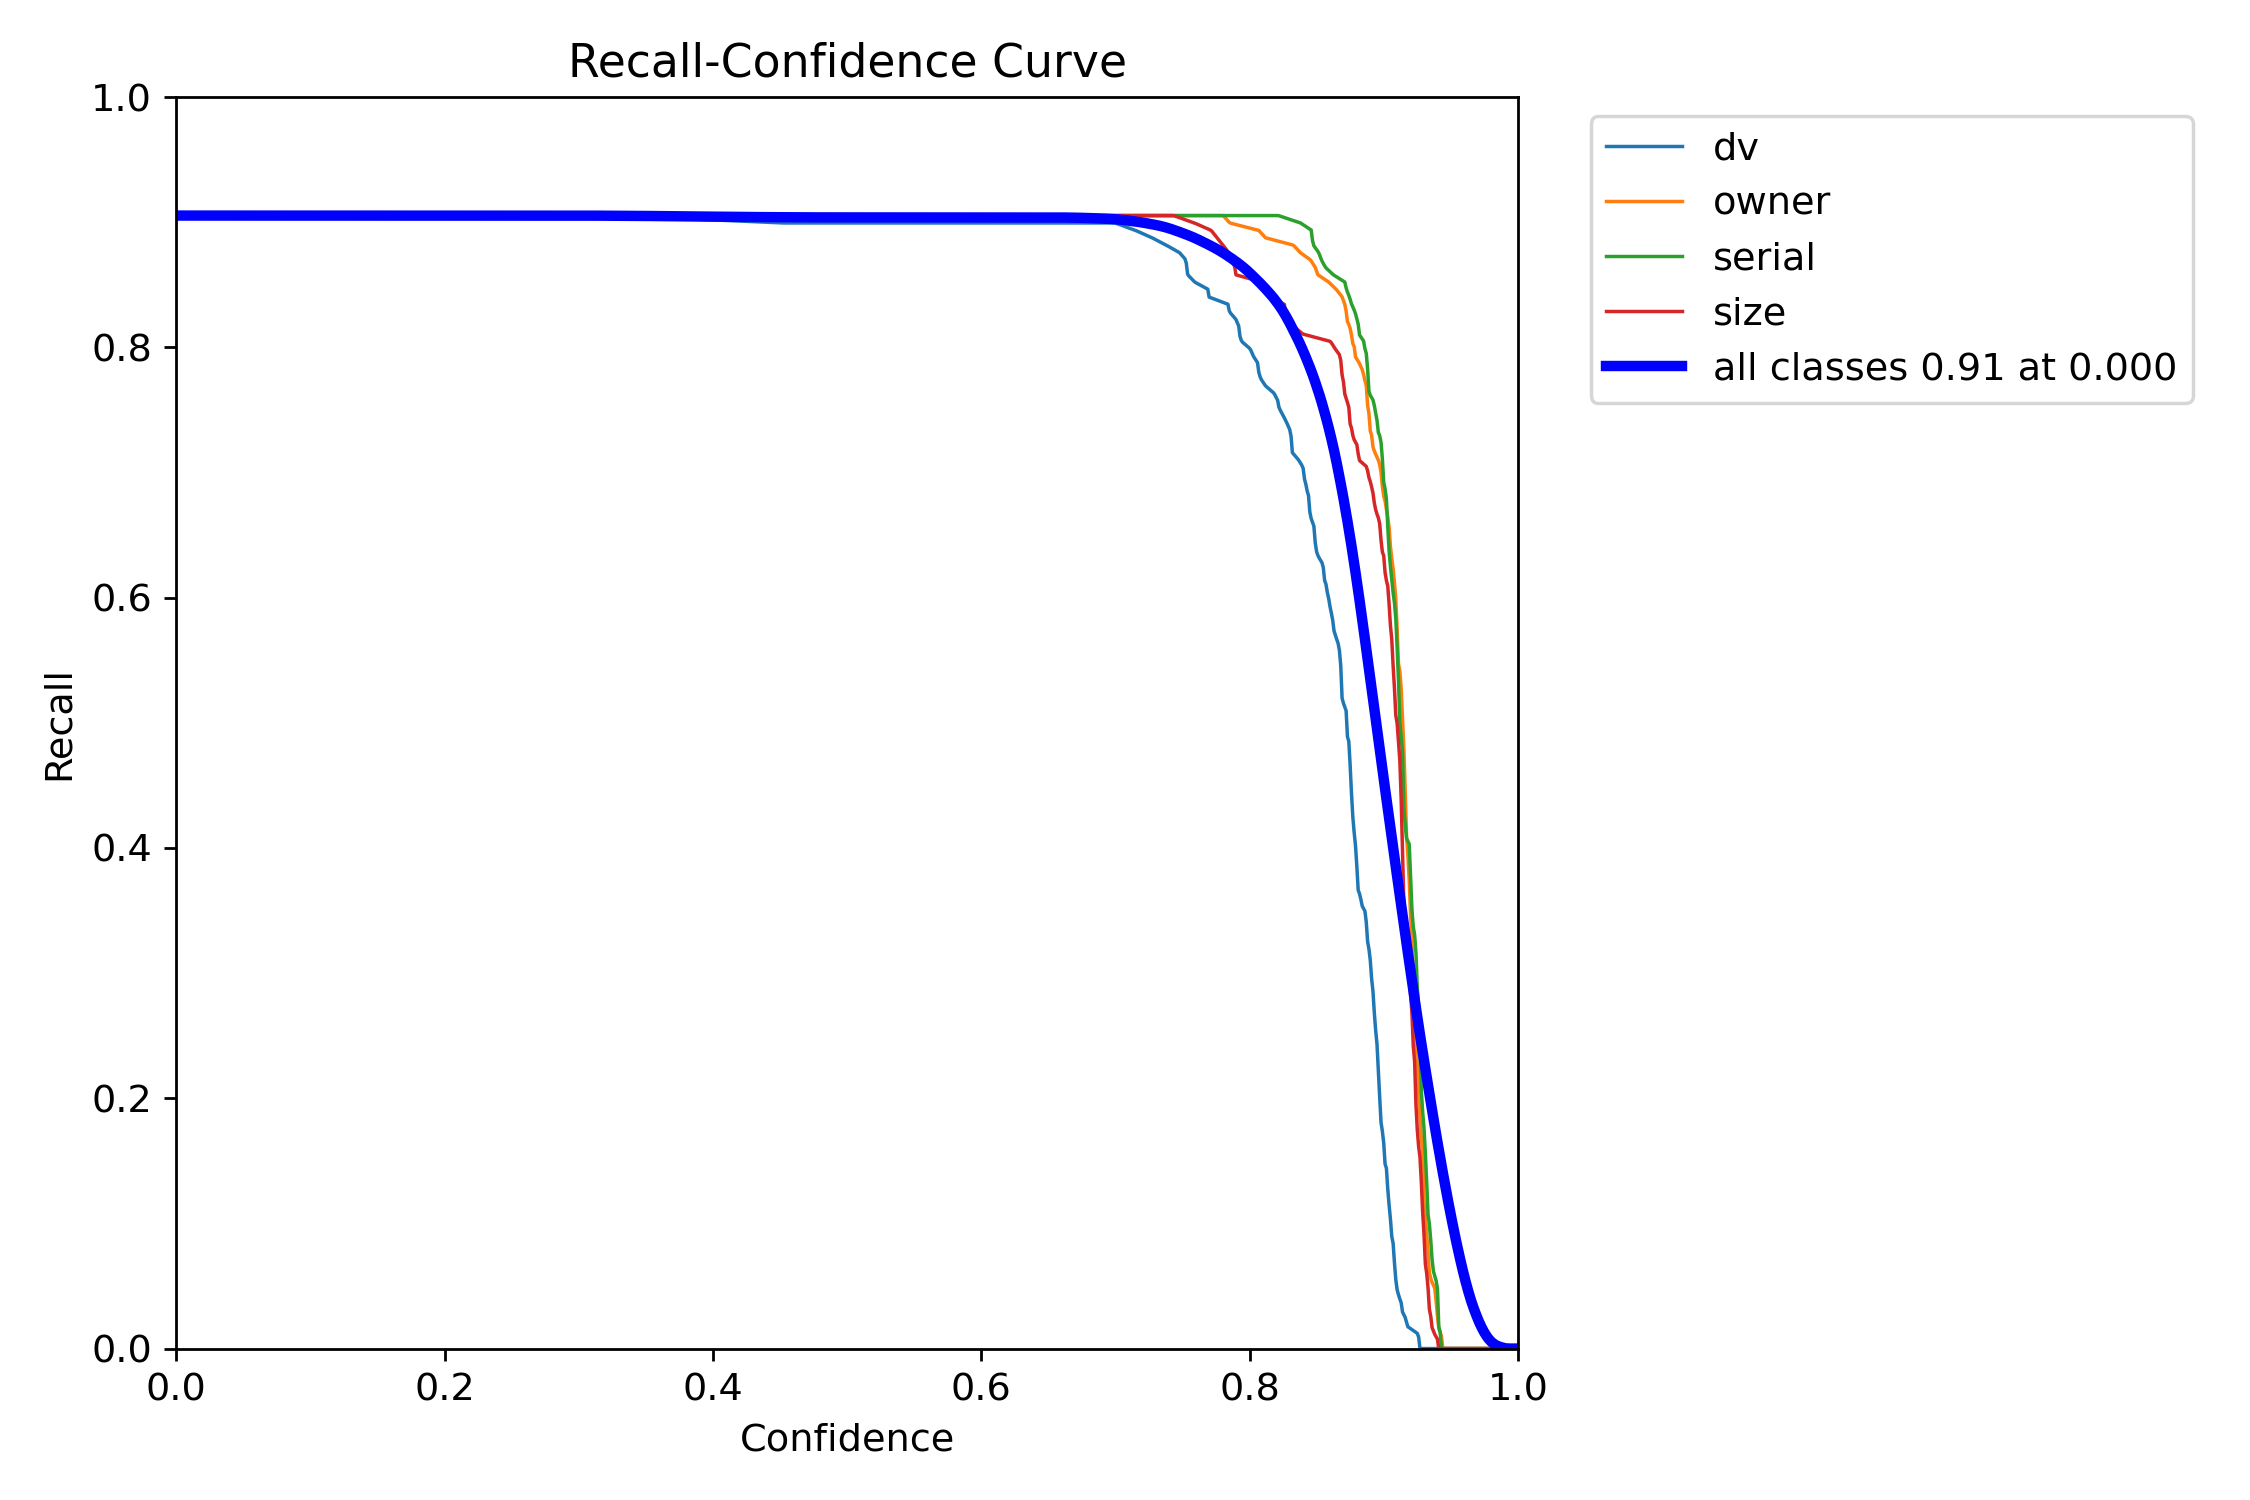 Recall-Confidence Curve
1.0
0.8
0.6
0.4
0.2
0.0
Recall
0.0 0.2 0.4 0.6 0.8 1.0
Confidence
dv
owner
serial
size
all classes 0.91 at 0.000